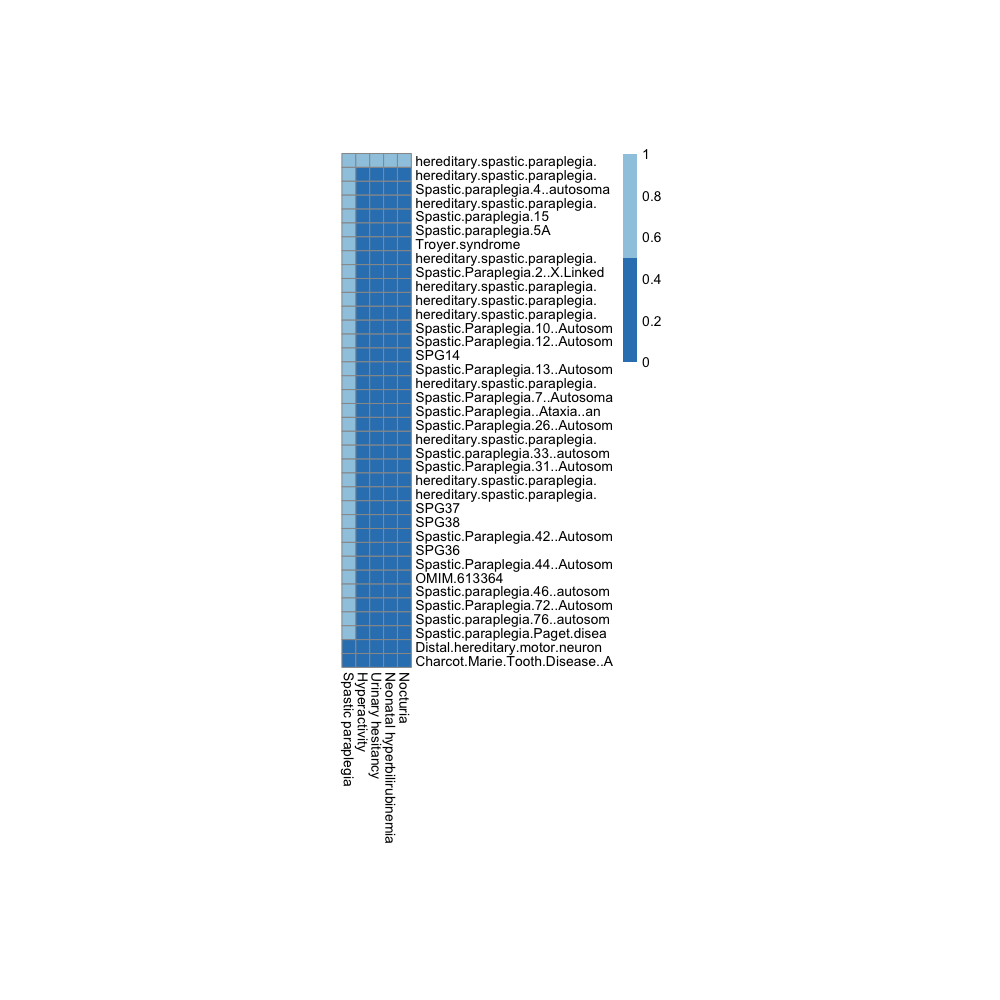 hereditary.spastic.paraplegia.
hereditary.spastic.paraplegia.
Spastic.paraplegia.4..autosoma
hereditary.spastic.paraplegia.
Spastic.paraplegia.15
Spastic.paraplegia.5A
Troyer.syndrome
hereditary.spastic.paraplegia.
Spastic.Paraplegia.2..X.Linked
hereditary.spastic.paraplegia.
hereditary.spastic.paraplegia.
hereditary.spastic.paraplegia.
Spastic.Paraplegia.10..Autosom
Spastic.Paraplegia.12..Autosom
SPG14
Spastic.Paraplegia.13..Autosom
hereditary.spastic.paraplegia.
Spastic.Paraplegia.7..Autosoma
Spastic.Paraplegia..Ataxia..an
Spastic.Paraplegia.26..Autosom
hereditary.spastic.paraplegia.
Spastic.paraplegia.33..autosom
Spastic.Paraplegia.31..Autosom
hereditary.spastic.paraplegia.
hereditary.spastic.paraplegia.
SPG37
SPG38
Spastic.Paraplegia.42..Autosom
SPG36
Spastic.Paraplegia.44..Autosom
OMIM.613364
Spastic.paraplegia.46..autosom
Spastic.Paraplegia.72..Autosom
Spastic.paraplegia.76..autosom
Spastic.paraplegia.Paget.disea
Distal.hereditary.motor.neuron
Charcot.Marie.Tooth.Disease..A
1
0.8
0.6
0.4
0.2
0
Spastic paraplegia
Hyperactivity
Urinary hesitancy
Neonatal hyperbilirubinemia
Nocturia